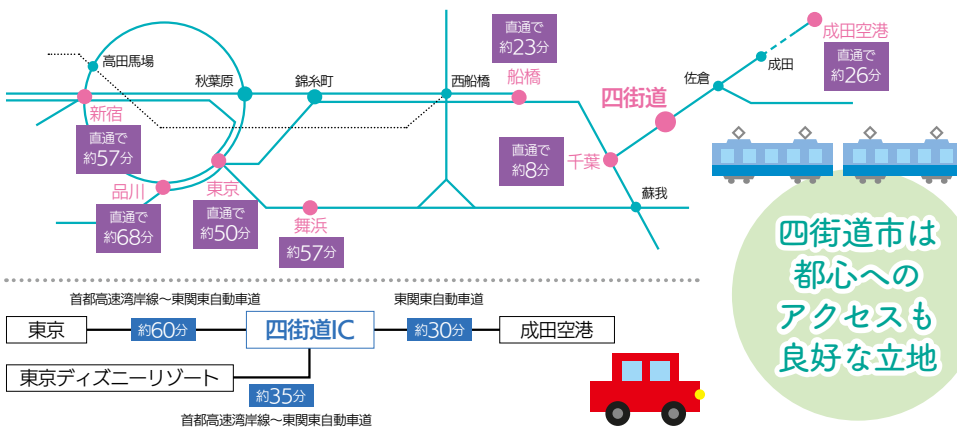 直通で
約23分
船橋
成田空港
直通で
約26分
高田馬場
秋葉原
錦糸町
西船橋
四街道
佐倉
成田
新宿
直通で
約57分
直通で
約8分
千葉
品川
直通で
約68分
東京
直通で
約50分
舞浜
約57分
蘇我
四街道市は
都心への
アクセスも
良好な立地
首都高速湾岸線～東関東自動車道
東関東自動車道
東京
約60分
四街道IC
約30分
成田空港
東京ディズニーリゾート
約35分
首都高速湾岸線～東関東自動車道